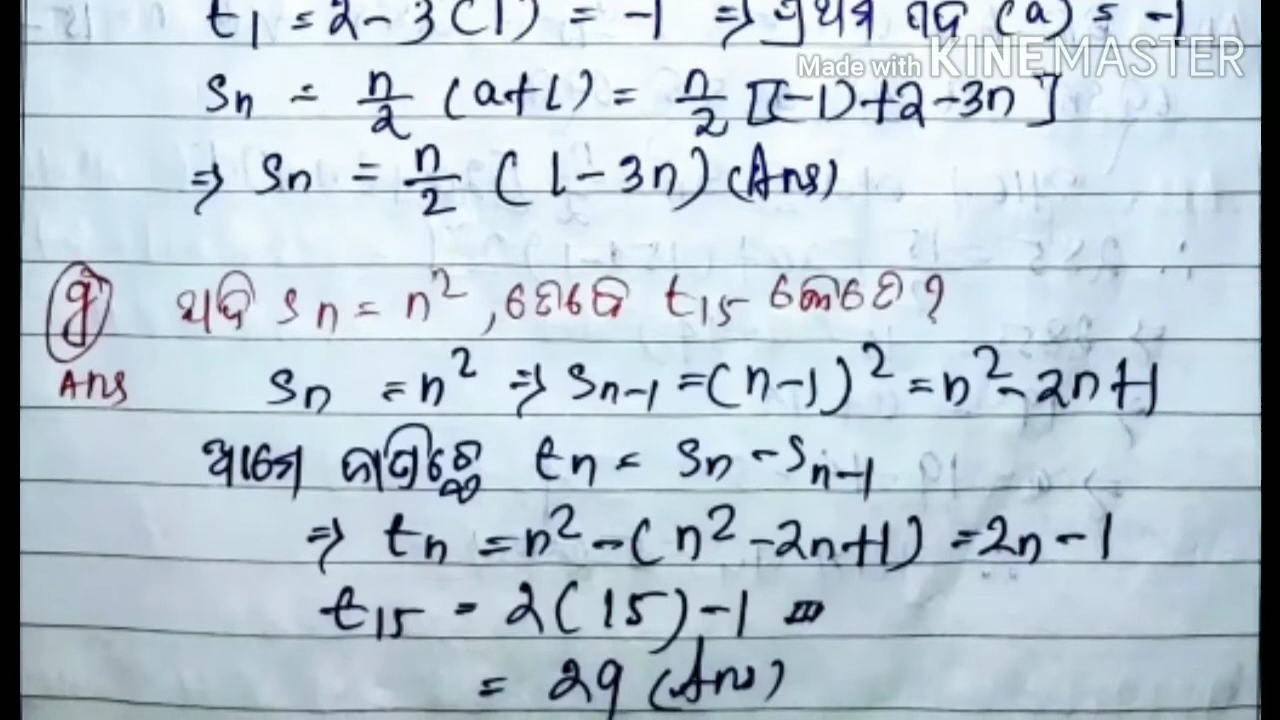 t₁ = 2 - 3(1) = -1 ⇒ ପ୍ରଥମ ପଦ (a) = -1
Made with KINEMASTER
Sn = n/2 (a+l) = n/2 [(-1)+2-3n]
⇒ Sn = n/2 (1-3n) (Ans)
(g) ଯଦି Sn = n², ତେବେ t₁₅ କେତେ ?
Ans Sn = n² ⇒ Sn-1 = (n-1)² = n² - 2n+1
ଆମେ ଜାଣିଛେ tn = Sn - Sn-1
⇒ tn = n² - (n² - 2n+1) = 2n - 1
t₁₅ = 2(15) - 1
= 29 (Ans)